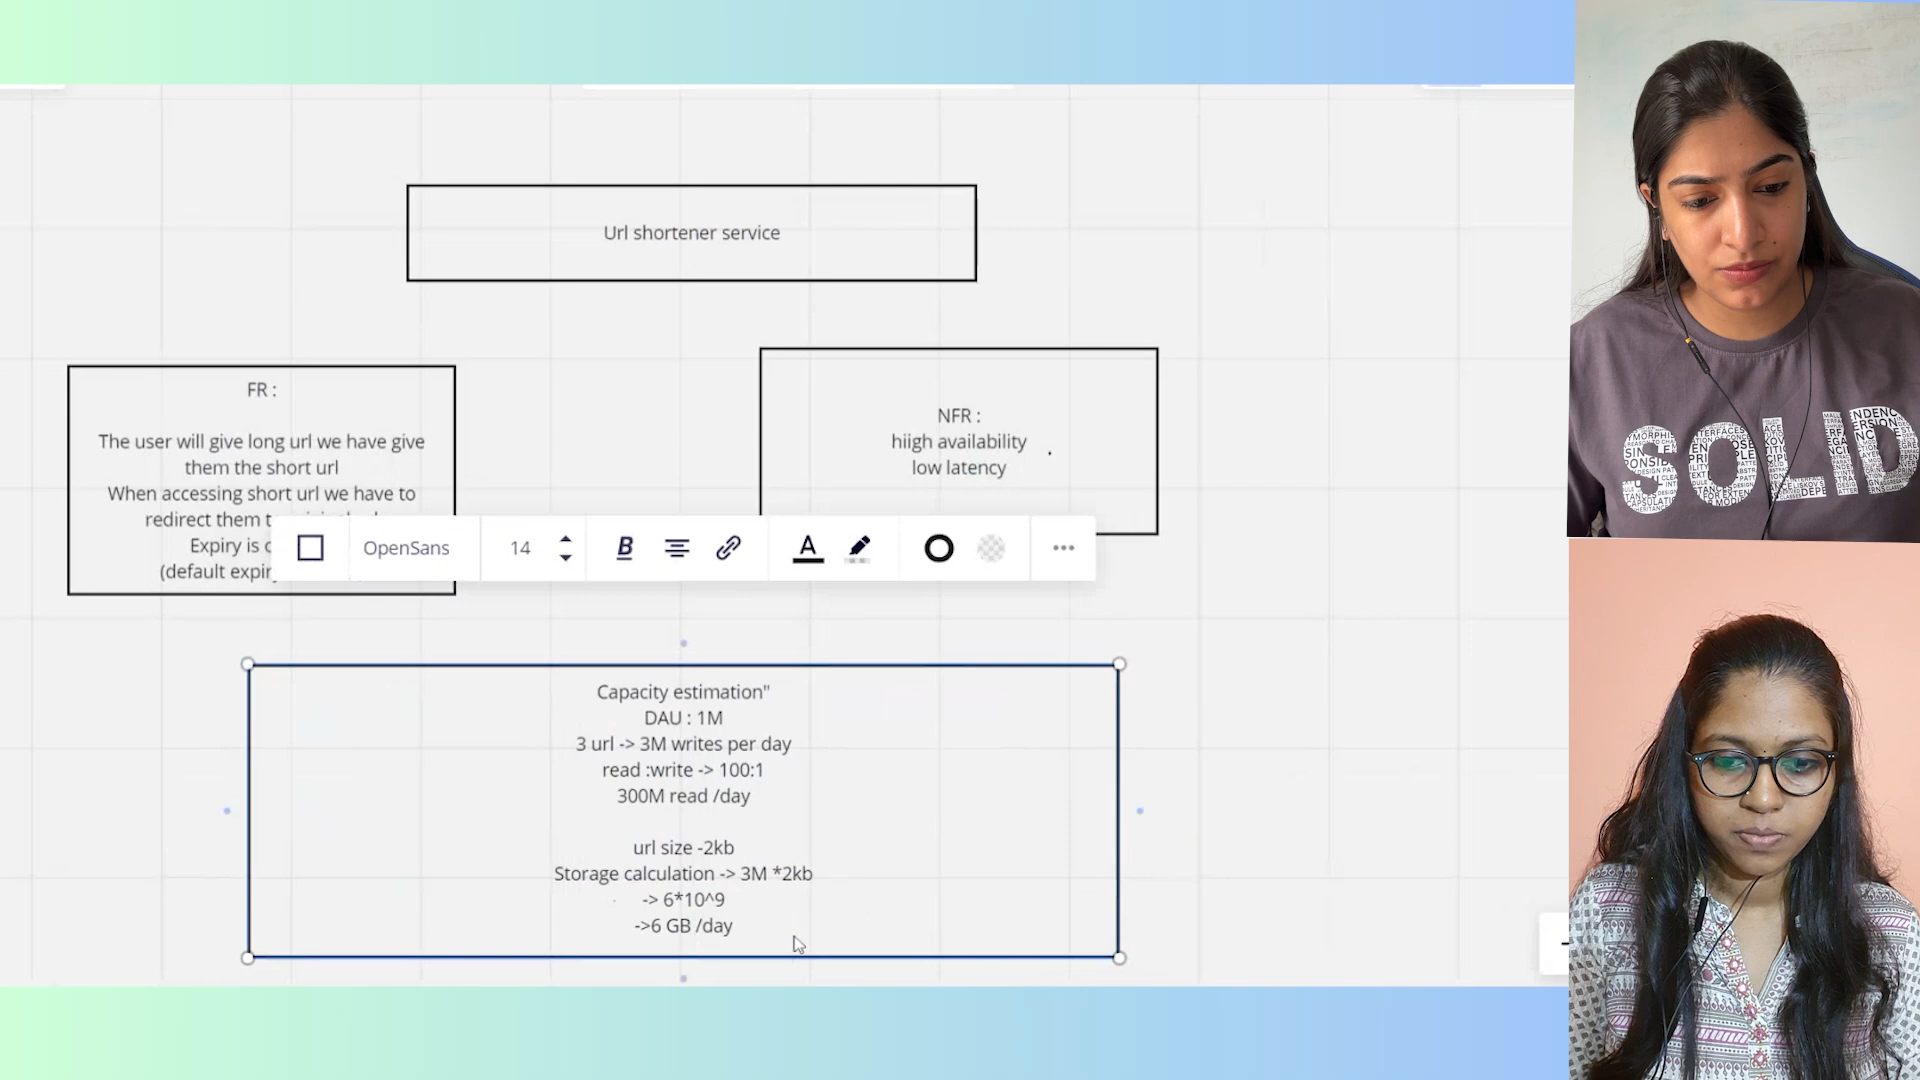 Url shortener service
FR :
The user will give long url we have give
them the short url
When accessing short url we have to
redirect them t
Expiry is
(default expir
NFR :
hiigh availability
low latency
OpenSans
14
B
A
Capacity estimation"
DAU : 1M
3 url -> 3M writes per day
read :write -> 100:1
300M read /day
url size -2kb
Storage calculation -> 3M *2kb
-> 6*10^9
->6 GB /day
SOLID